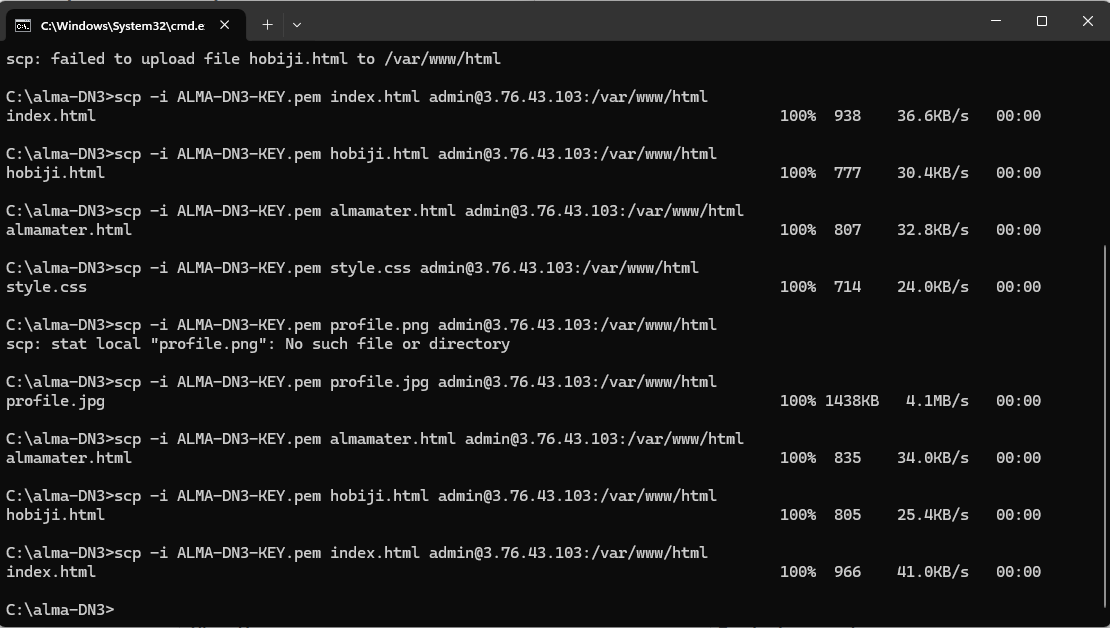 C:\Windows\System32\cmd.e
scp: failed to upload file hobiji.html to /var/www/html
C:\alma-DN3>scp -i ALMA-DN3-KEY.pem index.html admin@3.76.43.103:/var/www/html
index.html 100% 938 36.6KB/s 00:00
C:\alma-DN3>scp -i ALMA-DN3-KEY.pem hobiji.html admin@3.76.43.103:/var/www/html
hobiji.html 100% 777 30.4KB/s 00:00
C:\alma-DN3>scp -i ALMA-DN3-KEY.pem almamater.html admin@3.76.43.103:/var/www/html
almamater.html 100% 807 32.8KB/s 00:00
C:\alma-DN3>scp -i ALMA-DN3-KEY.pem style.css admin@3.76.43.103:/var/www/html
style.css 100% 714 24.0KB/s 00:00
C:\alma-DN3>scp -i ALMA-DN3-KEY.pem profile.png admin@3.76.43.103:/var/www/html
scp: stat local "profile.png": No such file or directory
C:\alma-DN3>scp -i ALMA-DN3-KEY.pem profile.jpg admin@3.76.43.103:/var/www/html
profile.jpg 100% 1438KB 4.1MB/s 00:00
C:\alma-DN3>scp -i ALMA-DN3-KEY.pem almamater.html admin@3.76.43.103:/var/www/html
almamater.html 100% 835 34.0KB/s 00:00
C:\alma-DN3>scp -i ALMA-DN3-KEY.pem hobiji.html admin@3.76.43.103:/var/www/html
hobiji.html 100% 805 25.4KB/s 00:00
C:\alma-DN3>scp -i ALMA-DN3-KEY.pem index.html admin@3.76.43.103:/var/www/html
index.html 100% 966 41.0KB/s 00:00
C:\alma-DN3>